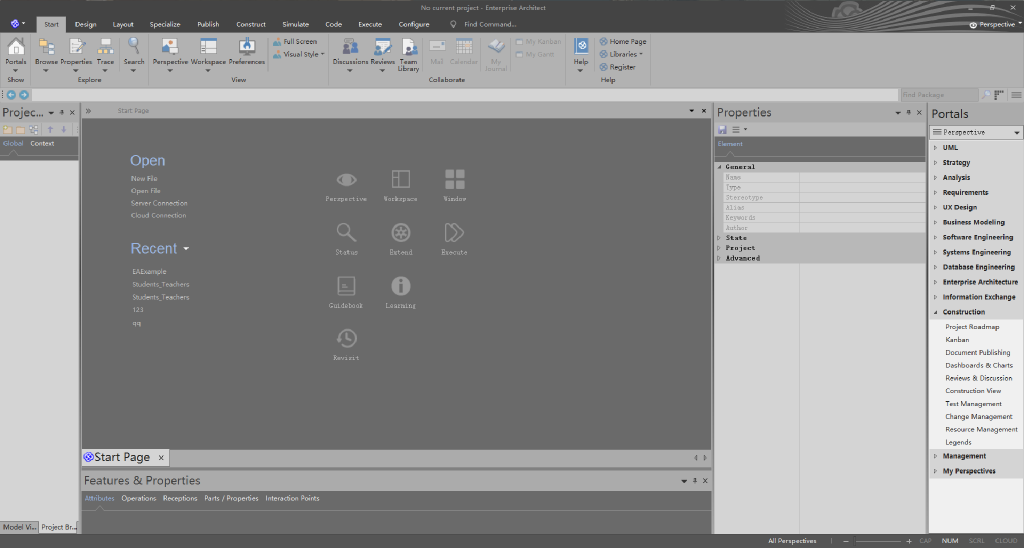 No current project - Enterprise Architect
Start Design Layout Specialize Publish Construct Simulate Code Execute Configure Find Command...
Perspective
Portals Browse Properties Trace Search Perspective Workspace Preferences
Full Screen
Visual Style
Discussions Reviews Team Library Mail Calendar My Journal
My Kanban
My Gantt
Help
Home Page
Libraries
Register
Show Explore View Collaborate Help
Find Package
Projec...
Global Context
Start Page
Open
New File
Open File
Server Connection
Cloud Connection
Recent
EAExample
Students_Teachers
Students_Teachers
123
qq
Perspective Workspace Window
Status Extend Execute
Guidebook Learning
Revisit
Start Page
Features & Properties
Attributes Operations Receptions Parts / Properties Interaction Points
Model Vi... Project Br...
Properties
Element
General
Name
Type
Stereotype
Alias
Keywords
Author
State
Project
Advanced
Portals
Perspective
UML
Strategy
Analysis
Requirements
UX Design
Business Modeling
Software Engineering
Systems Engineering
Database Engineering
Enterprise Architecture
Information Exchange
Construction
Project Roadmap
Kanban
Document Publishing
Dashboards & Charts
Reviews & Discussion
Construction View
Test Management
Change Management
Resource Management
Legends
Management
My Perspectives
All Perspectives CAP NUM SCRL CLOUD